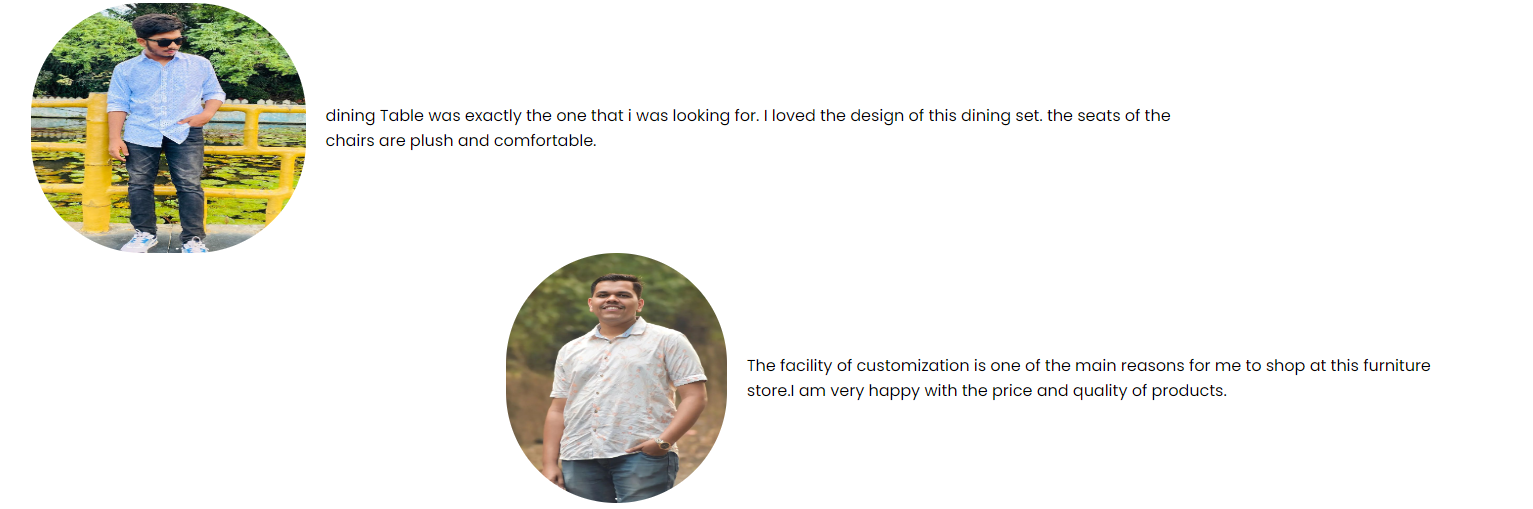 dining Table was exactly the one that i was looking for. I loved the design of this dining set. the seats of the
chairs are plush and comfortable.
The facility of customization is one of the main reasons for me to shop at this furniture
store.I am very happy with the price and quality of products.